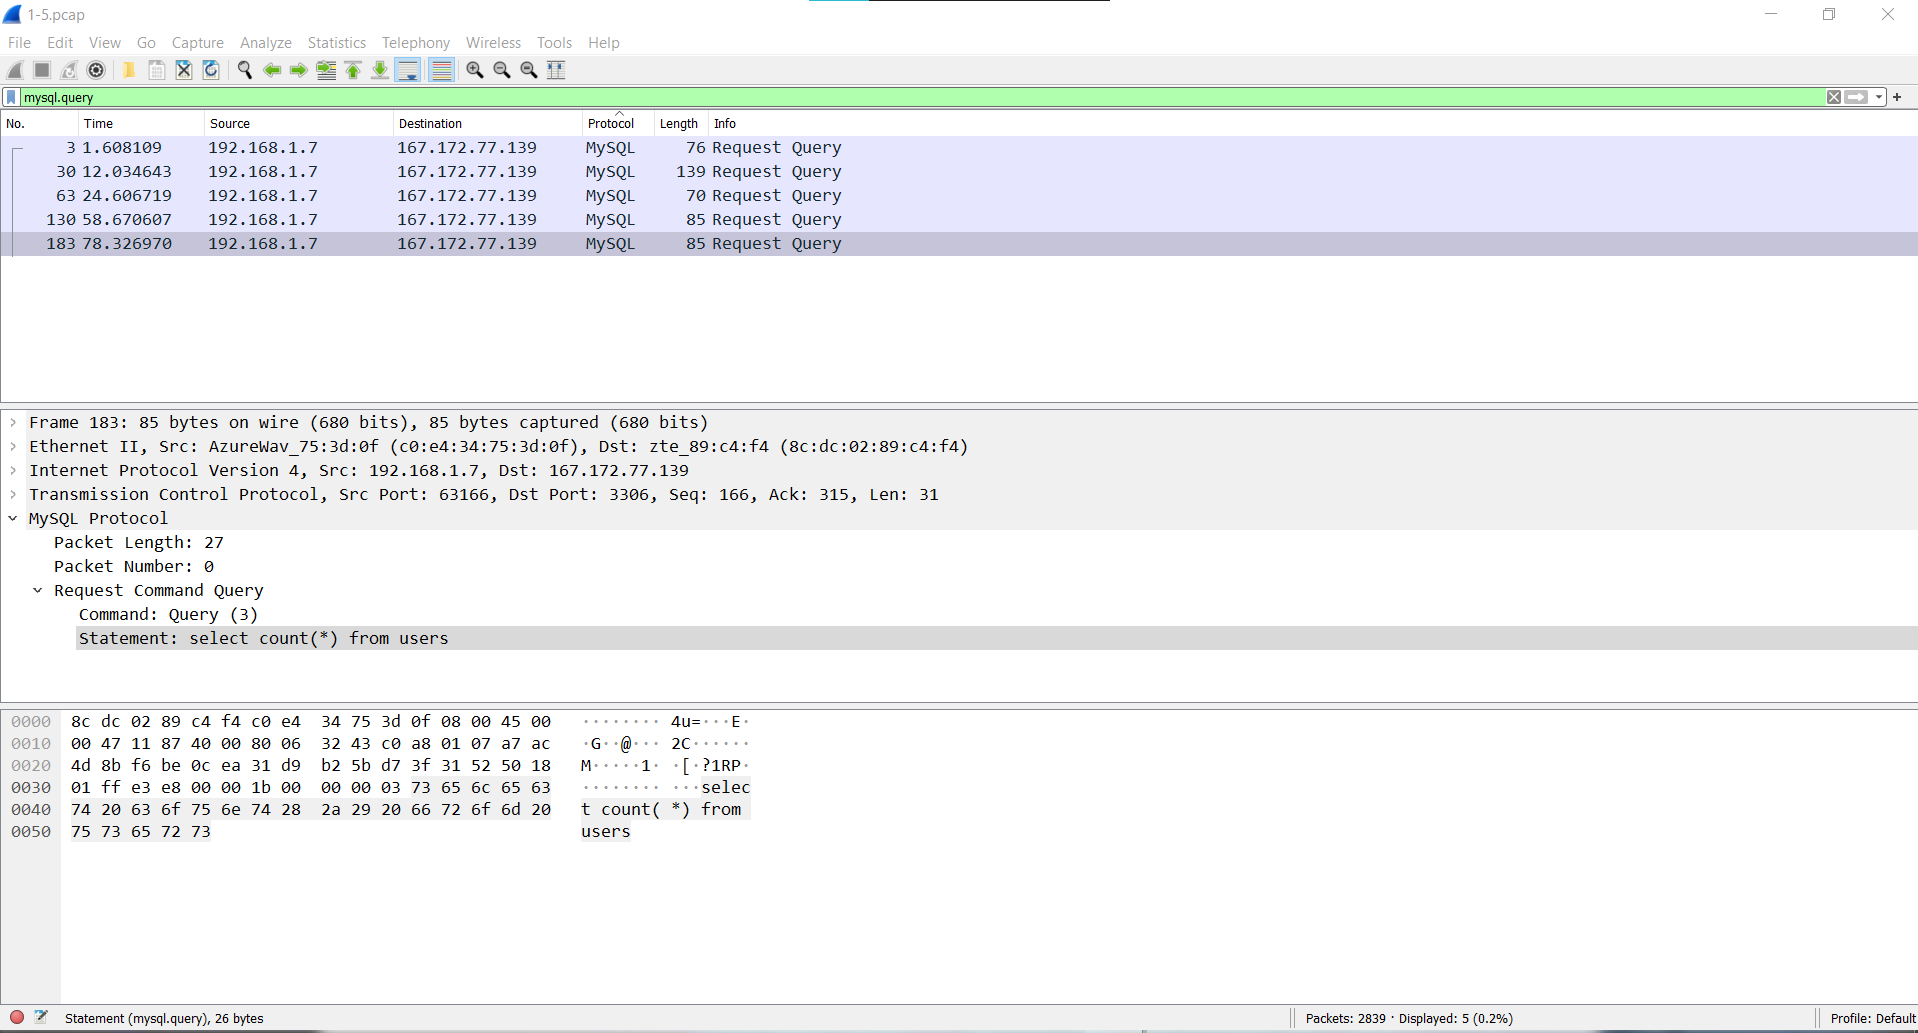 1-5.pcap
File Edit View Go Capture Analyze Statistics Telephony Wireless Tools Help
mysql.query
No. Time Source Destination Protocol Length Info
3 1.608109 192.168.1.7 167.172.77.139 MySQL 76 Request Query
30 12.034643 192.168.1.7 167.172.77.139 MySQL 139 Request Query
63 24.606719 192.168.1.7 167.172.77.139 MySQL 70 Request Query
130 58.670607 192.168.1.7 167.172.77.139 MySQL 85 Request Query
183 78.326970 192.168.1.7 167.172.77.139 MySQL 85 Request Query
Frame 183: 85 bytes on wire (680 bits), 85 bytes captured (680 bits)
Ethernet II, Src: AzureWav_75:3d:0f (c0:e4:34:75:3d:0f), Dst: zte_89:c4:f4 (8c:dc:02:89:c4:f4)
Internet Protocol Version 4, Src: 192.168.1.7, Dst: 167.172.77.139
Transmission Control Protocol, Src Port: 63166, Dst Port: 3306, Seq: 166, Ack: 315, Len: 31
MySQL Protocol
Packet Length: 27
Packet Number: 0
Request Command Query
Command: Query (3)
Statement: select count(*) from users
0000 8c dc 02 89 c4 f4 c0 e4 34 75 3d 0f 08 00 45 00 ········ 4u=···E·
0010 00 47 11 87 40 00 80 06 32 43 c0 a8 01 07 a7 ac ·G··@··· 2C······
0020 4d 8b f6 be 0c ea 31 d9 b2 5b d7 3f 31 52 50 18 M·····1· ·[·?1RP·
0030 01 ff e3 e8 00 00 1b 00 00 00 03 73 65 6c 65 63 ········ ···selec
0040 74 20 63 6f 75 6e 74 28 2a 29 20 66 72 6f 6d 20 t count( *) from
0050 75 73 65 72 73 users
Statement (mysql.query), 26 bytes Packets: 2839 · Displayed: 5 (0.2%) Profile: Default